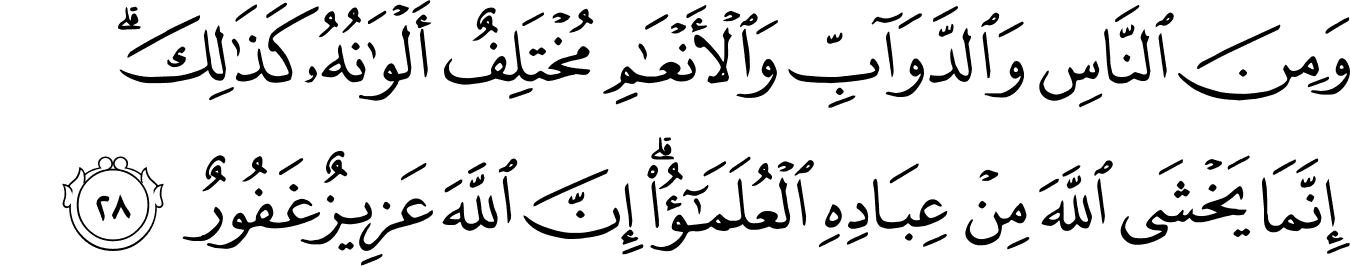 وَمِنَ ٱلنَّاسِ وَٱلدَّوَآبِّ وَٱلْأَنْعَٰمِ مُخْتَلِفٌ أَلْوَٰنُهُۥ كَذَٰلِكَ ۗ
إِنَّمَا يَخْشَى ٱللَّهَ مِنْ عِبَادِهِ ٱلْعُلَمَٰٓؤُا۟ ۗ إِنَّ ٱللَّهَ عَزِيزٌ غَفُورٌ ٢٨